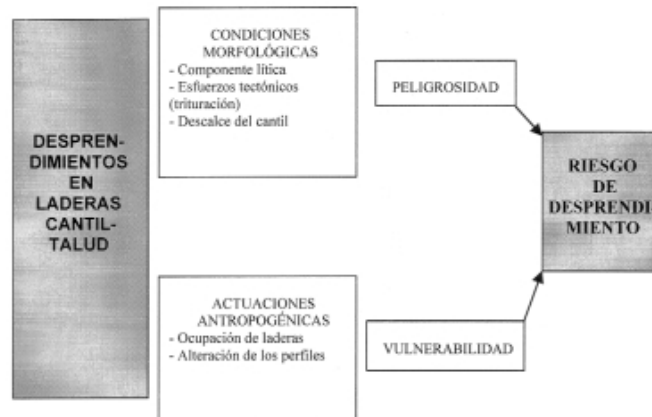 DESPREN-
DIMIENTOS
EN
LADERAS
CANTIL-
TALUD
CONDICIONES
MORFOLÓGICAS
- Componente lítica
- Esfuerzos tectónicos
(trituración)
- Descalce del cantil
ACTUACIONES
ANTROPOGÉNICAS
- Ocupación de laderas
- Alteración de los perfiles
PELIGROSIDAD
VULNERABILIDAD
RIESGO
DE
DESPRENDI-
MIENTO